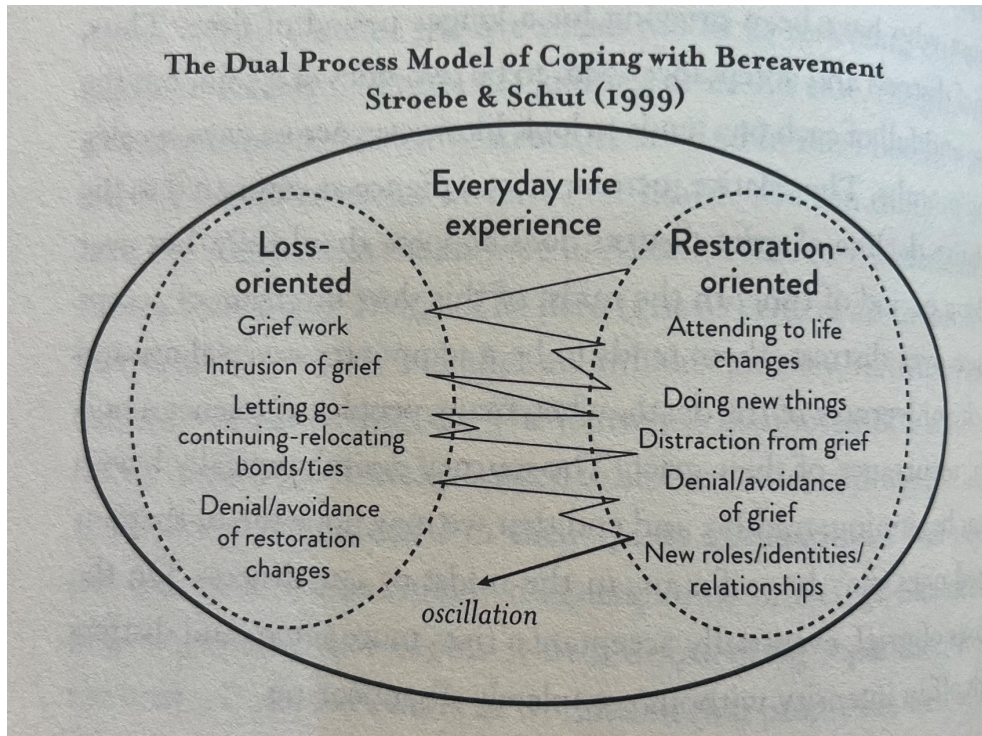 The Dual Process Model of Coping with Bereavement
Stroebe & Schut (1999)
Everyday life
experience
Loss-
oriented
Grief work
Intrusion of grief
Letting go-
continuing-relocating
bonds/ties
Denial/avoidance
of restoration
changes
Restoration-
oriented
Attending to life
changes
Doing new things
Distraction from grief
Denial/avoidance
of grief
New roles/identities/
relationships
oscillation